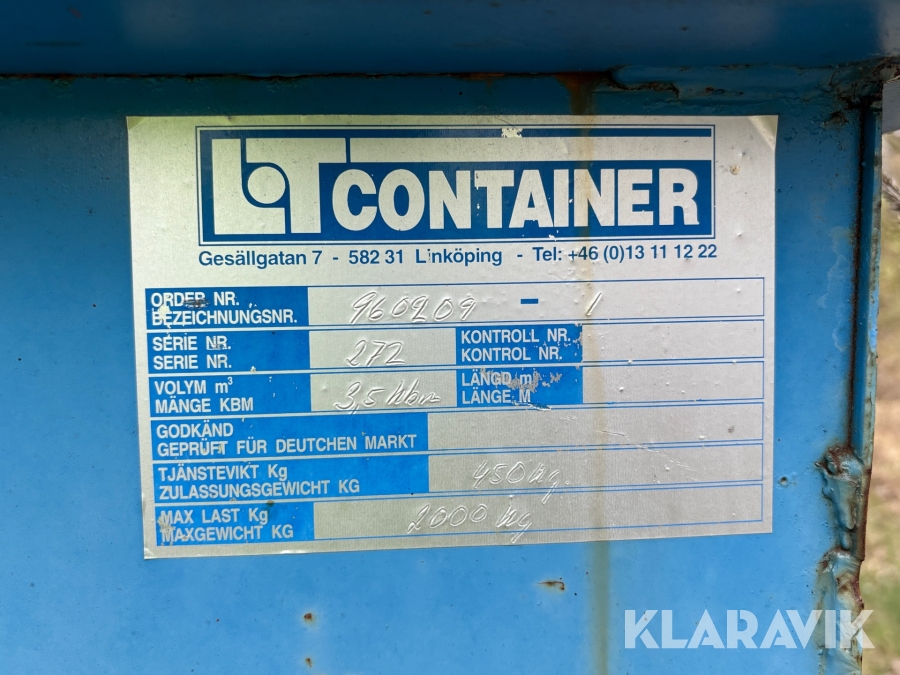 LT CONTAINER
Gesällgatan 7 - 582 31 Linköping - Tel: +46 (0)13 11 12 22
ORDER NR. 960209 - 1
BEZEICHNUNGSNR.
SERIE NR. 272 KONTROLL NR.
SERIE NR. KONTROL NR.
VOLYM m³ 3,5 kbm LÄNGD m
MÄNGE KBM LÄNGE M
GODKÄND
GEPRÜFT FÜR DEUTCHEN MARKT
TJÄNSTEVIKT Kg 450 kg.
ZULASSUNGSGEWICHT KG
MAX LAST Kg 2000 kg
MAXGEWICHT KG
KLARAVIK